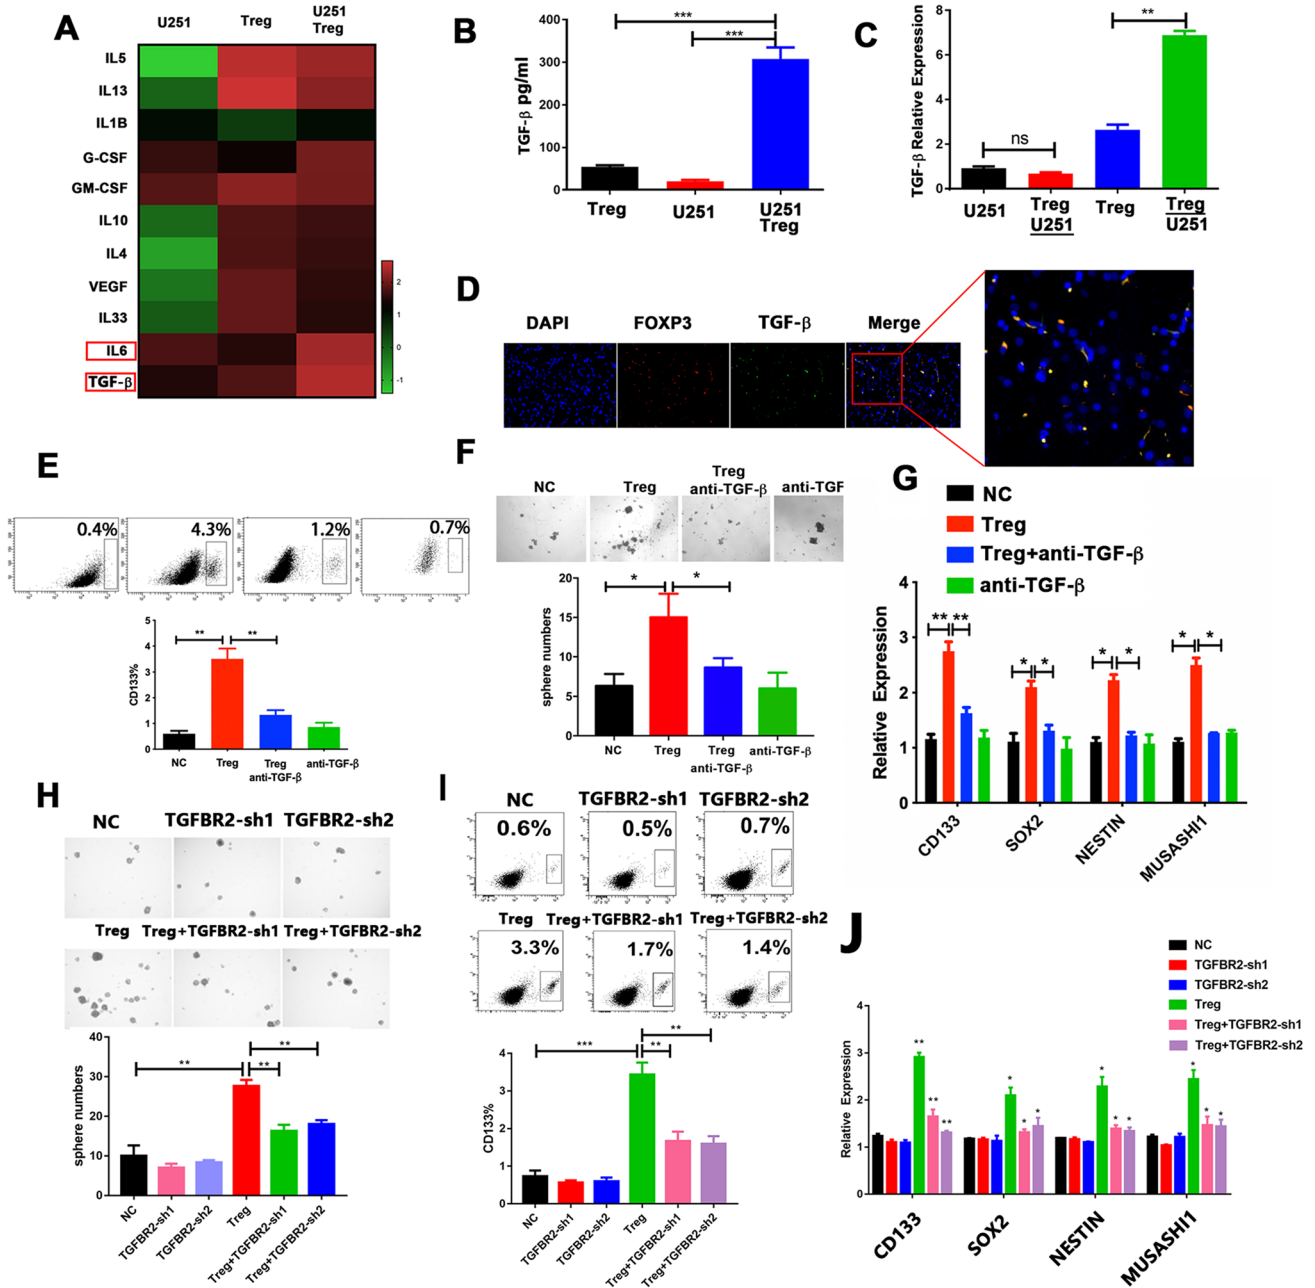 A
U251
Treg
U251
Treg
IL5
IL13
IL1B
G-CSF
GM-CSF
IL10
IL4
VEGF
IL33
IL6
TGF-β
2
1
0
-1
B
TGF-β pg/ml
400
300
200
100
0
***
***
Treg
U251
U251
Treg
C
TGF-β Relative Expression
8
6
4
2
0
ns
**
U251
Treg
U251
Treg
Treg
U251
D
DAPI
FOXP3
TGF-β
Merge
E
0.4%
4.3%
1.2%
0.7%
CD133%
5
4
3
2
1
0
**
**
NC
Treg
Treg
anti-TGF-β
anti-TGF-β
F
NC
Treg
Treg
anti-TGF-β
anti-TGF
sphere numbers
20
15
10
5
0
*
*
NC
Treg
Treg
anti-TGF-β
anti-TGF-β
G
NC
Treg
Treg+anti-TGF-β
anti-TGF-β
Relative Expression
4
3
2
1
0
** **
* *
* *
* *
CD133
SOX2
NESTIN
MUSASHI1
H
NC
TGFBR2-sh1
TGFBR2-sh2
Treg
Treg+TGFBR2-sh1
Treg+TGFBR2-sh2
sphere numbers
40
30
20
10
0
**
**
**
NC
TGFBR2-sh1
TGFBR2-sh2
Treg
Treg+TGFBR2-sh1
Treg+TGFBR2-sh2
I
NC
TGFBR2-sh1
TGFBR2-sh2
0.6%
0.5%
0.7%
Treg
Treg+TGFBR2-sh1
Treg+TGFBR2-sh2
3.3%
1.7%
1.4%
CD133%
4
3
2
1
0
***
**
**
NC
TGFBR2-sh1
TGFBR2-sh2
Treg
Treg+TGFBR2-sh1
Treg+TGFBR2-sh2
J
NC
TGFBR2-sh1
TGFBR2-sh2
Treg
Treg+TGFBR2-sh1
Treg+TGFBR2-sh2
Relative Expression
4
3
2
1
0
** ** **
* * *
* * *
* * *
CD133
SOX2
NESTIN
MUSASHI1